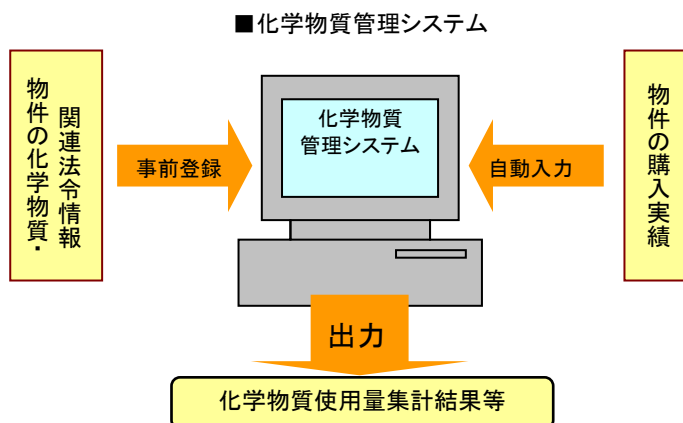 ■化学物質管理システム
物件の化学物質・
関連法令情報
事前登録
化学物質
管理システム
自動入力
物件の購入実績
出力
化学物質使用量集計結果等